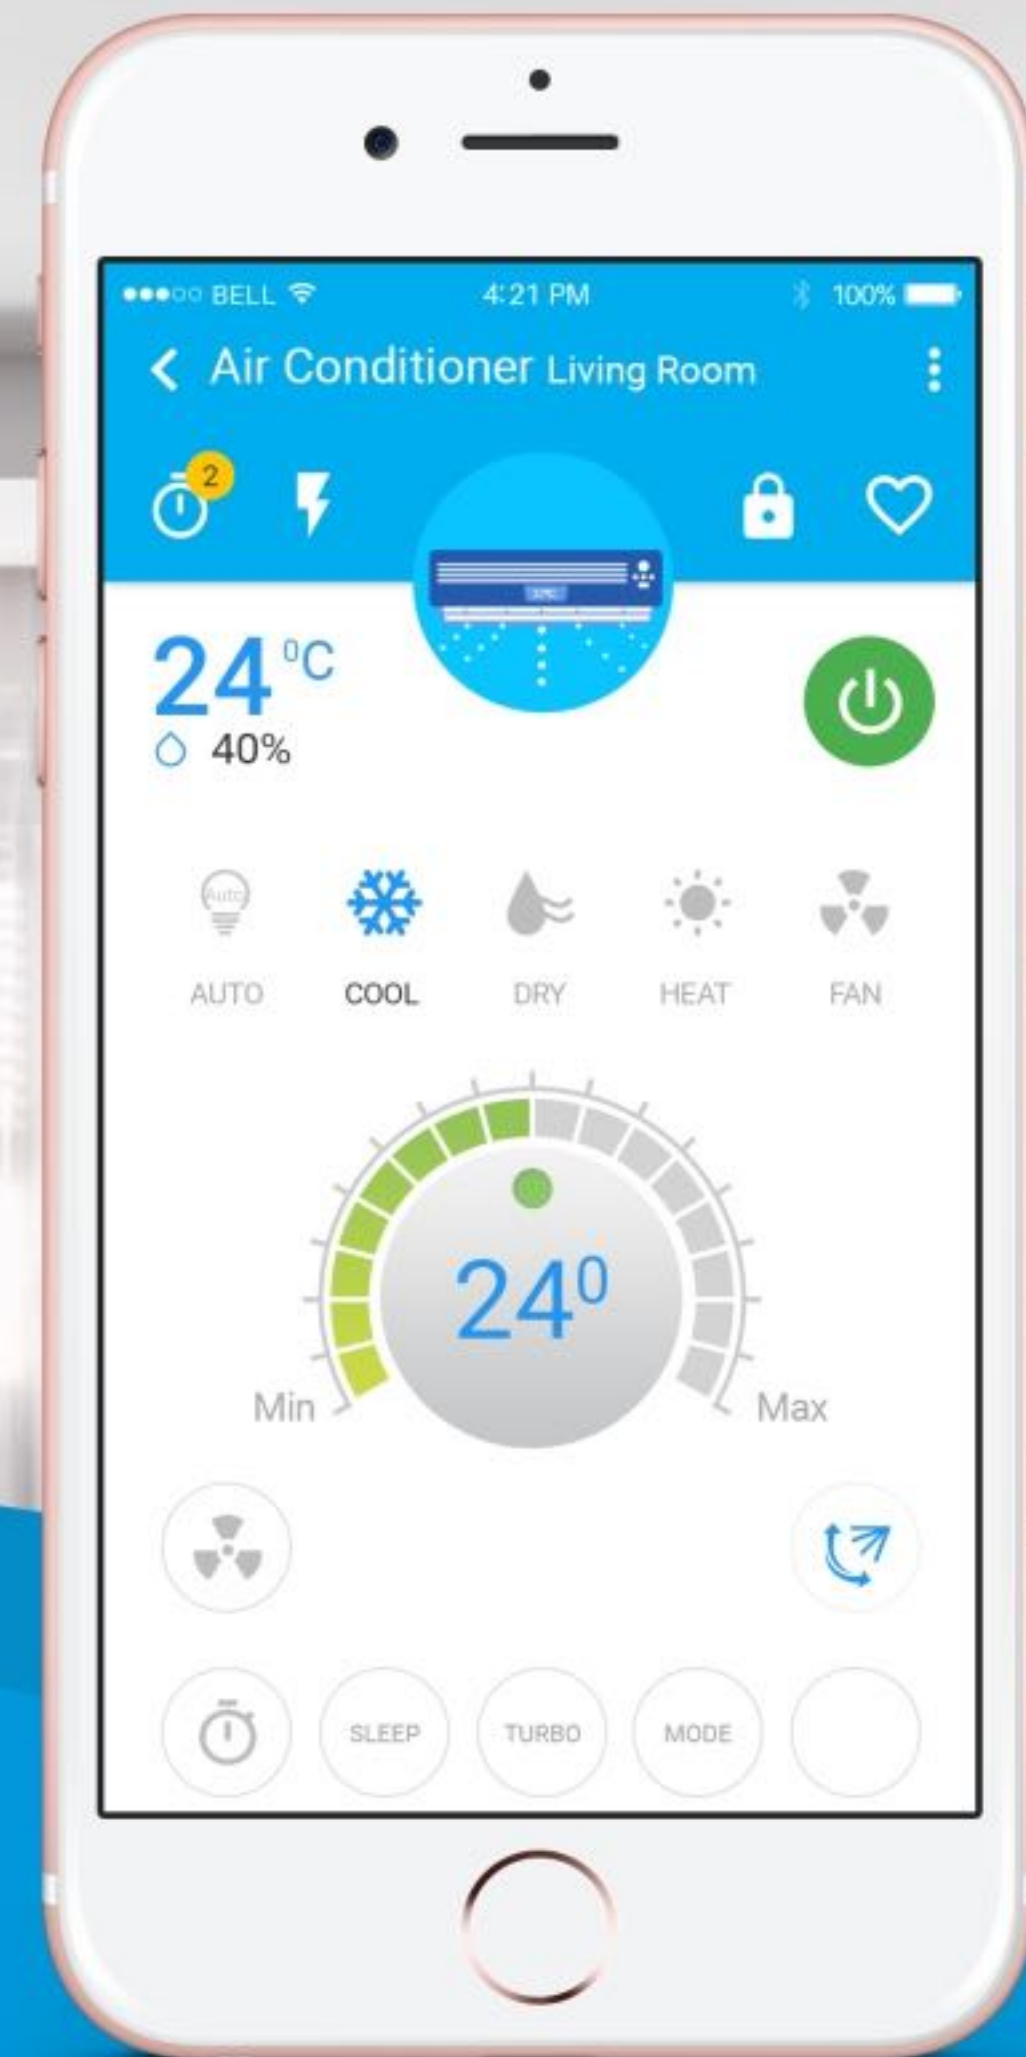 BELL 4:21 PM 100%
Air Conditioner Living Room
2
24 °C
40%
Auto
AUTO COOL DRY HEAT FAN
24⁰
Min Max
SLEEP TURBO MODE